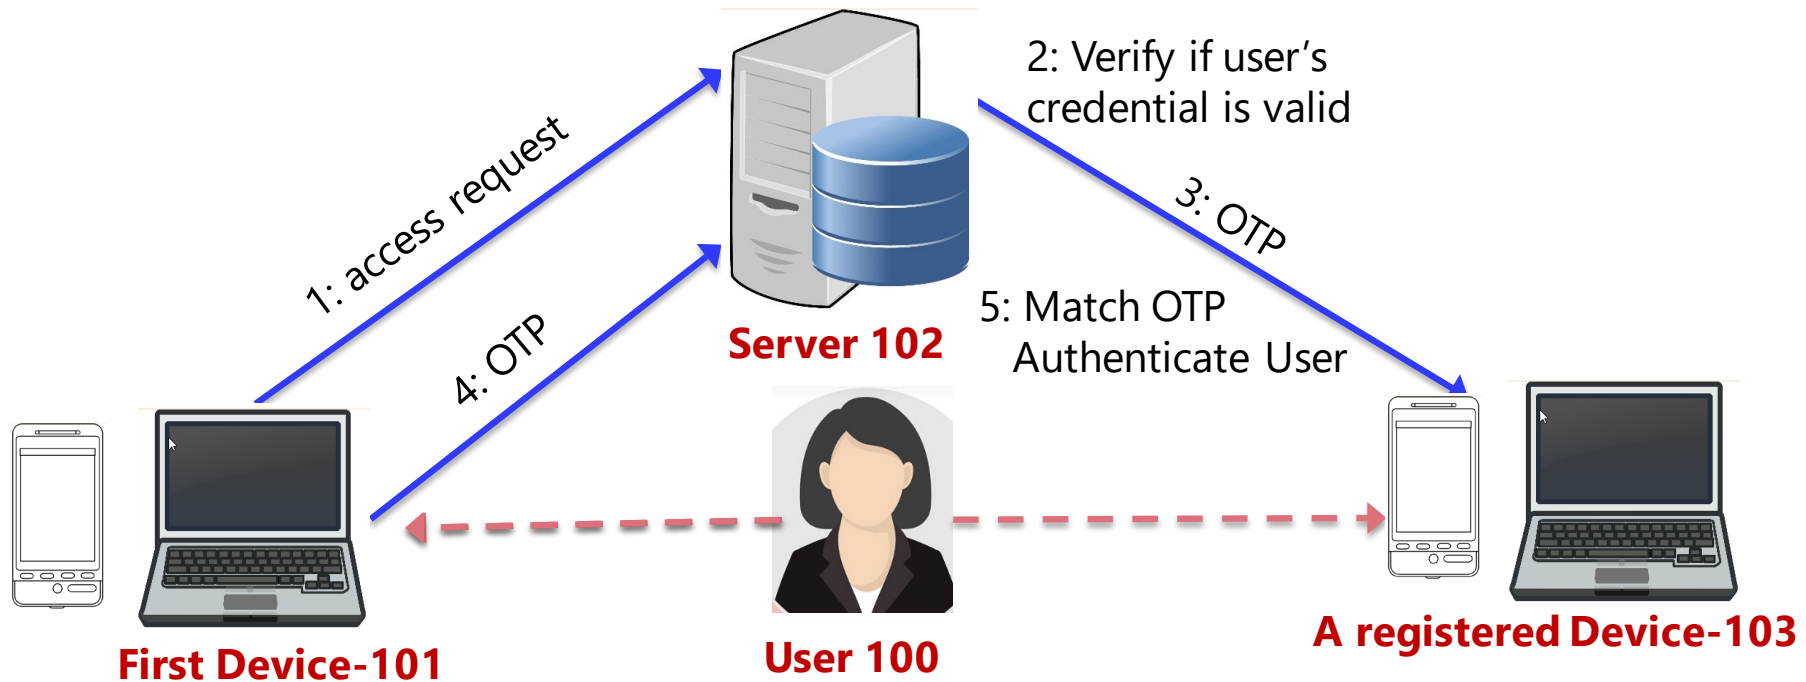 1: access request
2: Verify if user’s
credential is valid
3: OTP
4: OTP
5: Match OTP
Authenticate User
Server 102
First Device-101
User 100
A registered Device-103